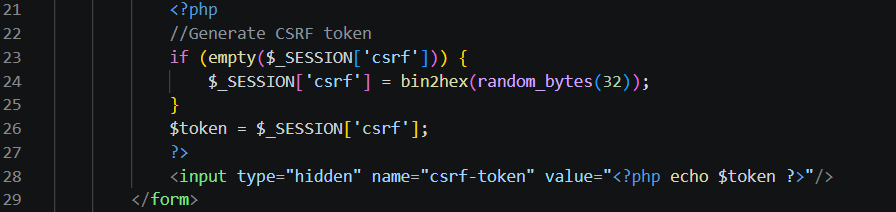 21 <?php
22 //Generate CSRF token
23 if (empty($_SESSION['csrf'])) {
24 $_SESSION['csrf'] = bin2hex(random_bytes(32));
25 }
26 $token = $_SESSION['csrf'];
27 ?>
28 <input type="hidden" name="csrf-token" value="<?php echo $token ?>"/>
29 </form>